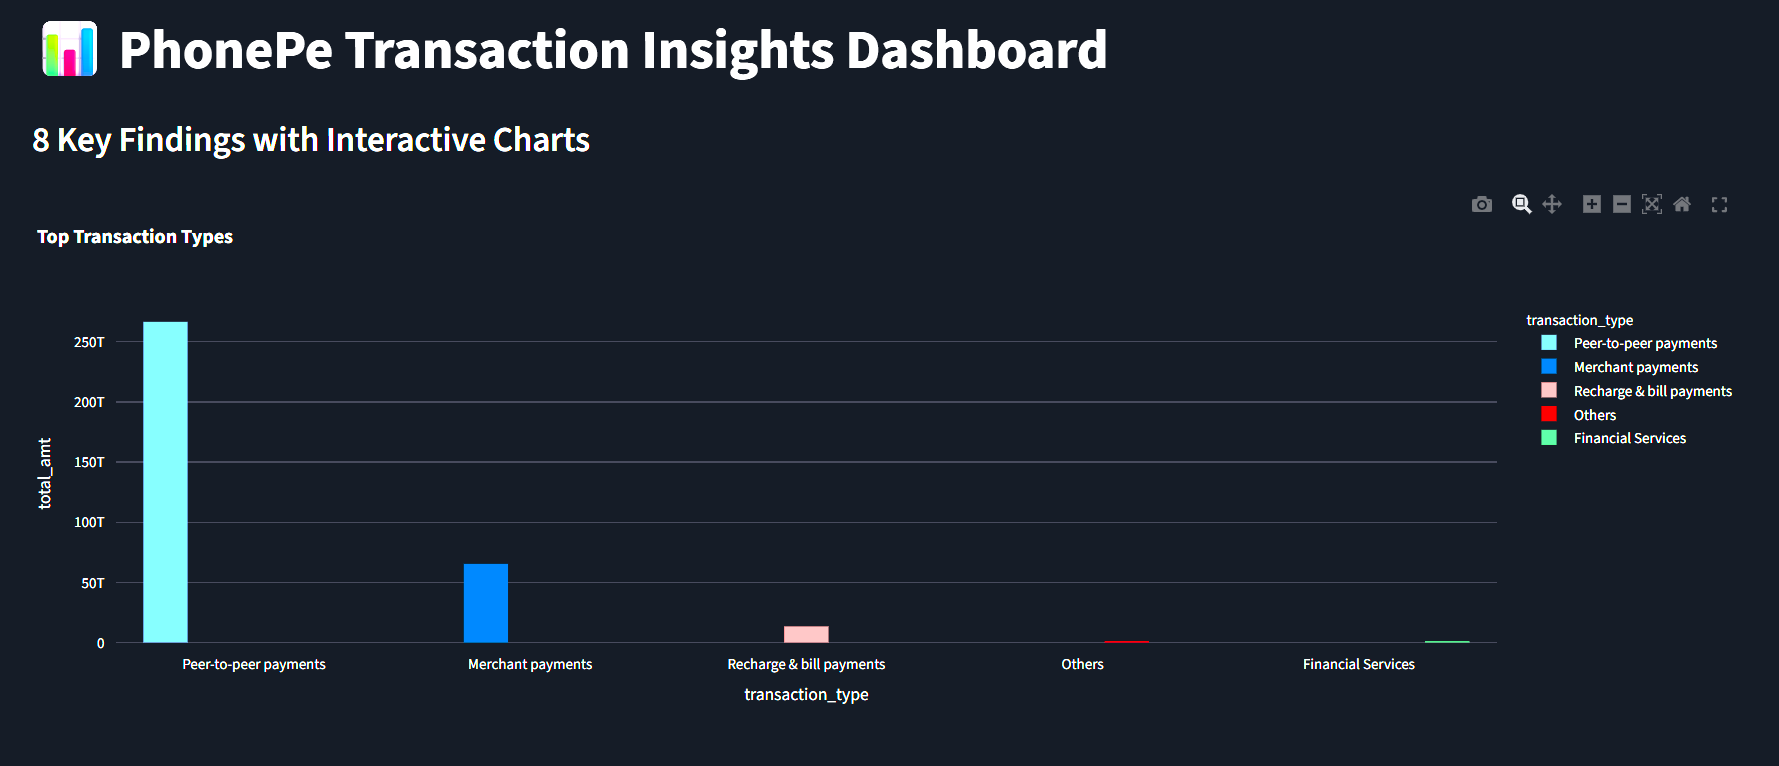 PhonePe Transaction Insights Dashboard
8 Key Findings with Interactive Charts
Top Transaction Types
250T
200T
150T
100T
50T
0
total_amt
Peer-to-peer payments
Merchant payments
Recharge & bill payments
Others
Financial Services
transaction_type
transaction_type
Peer-to-peer payments
Merchant payments
Recharge & bill payments
Others
Financial Services